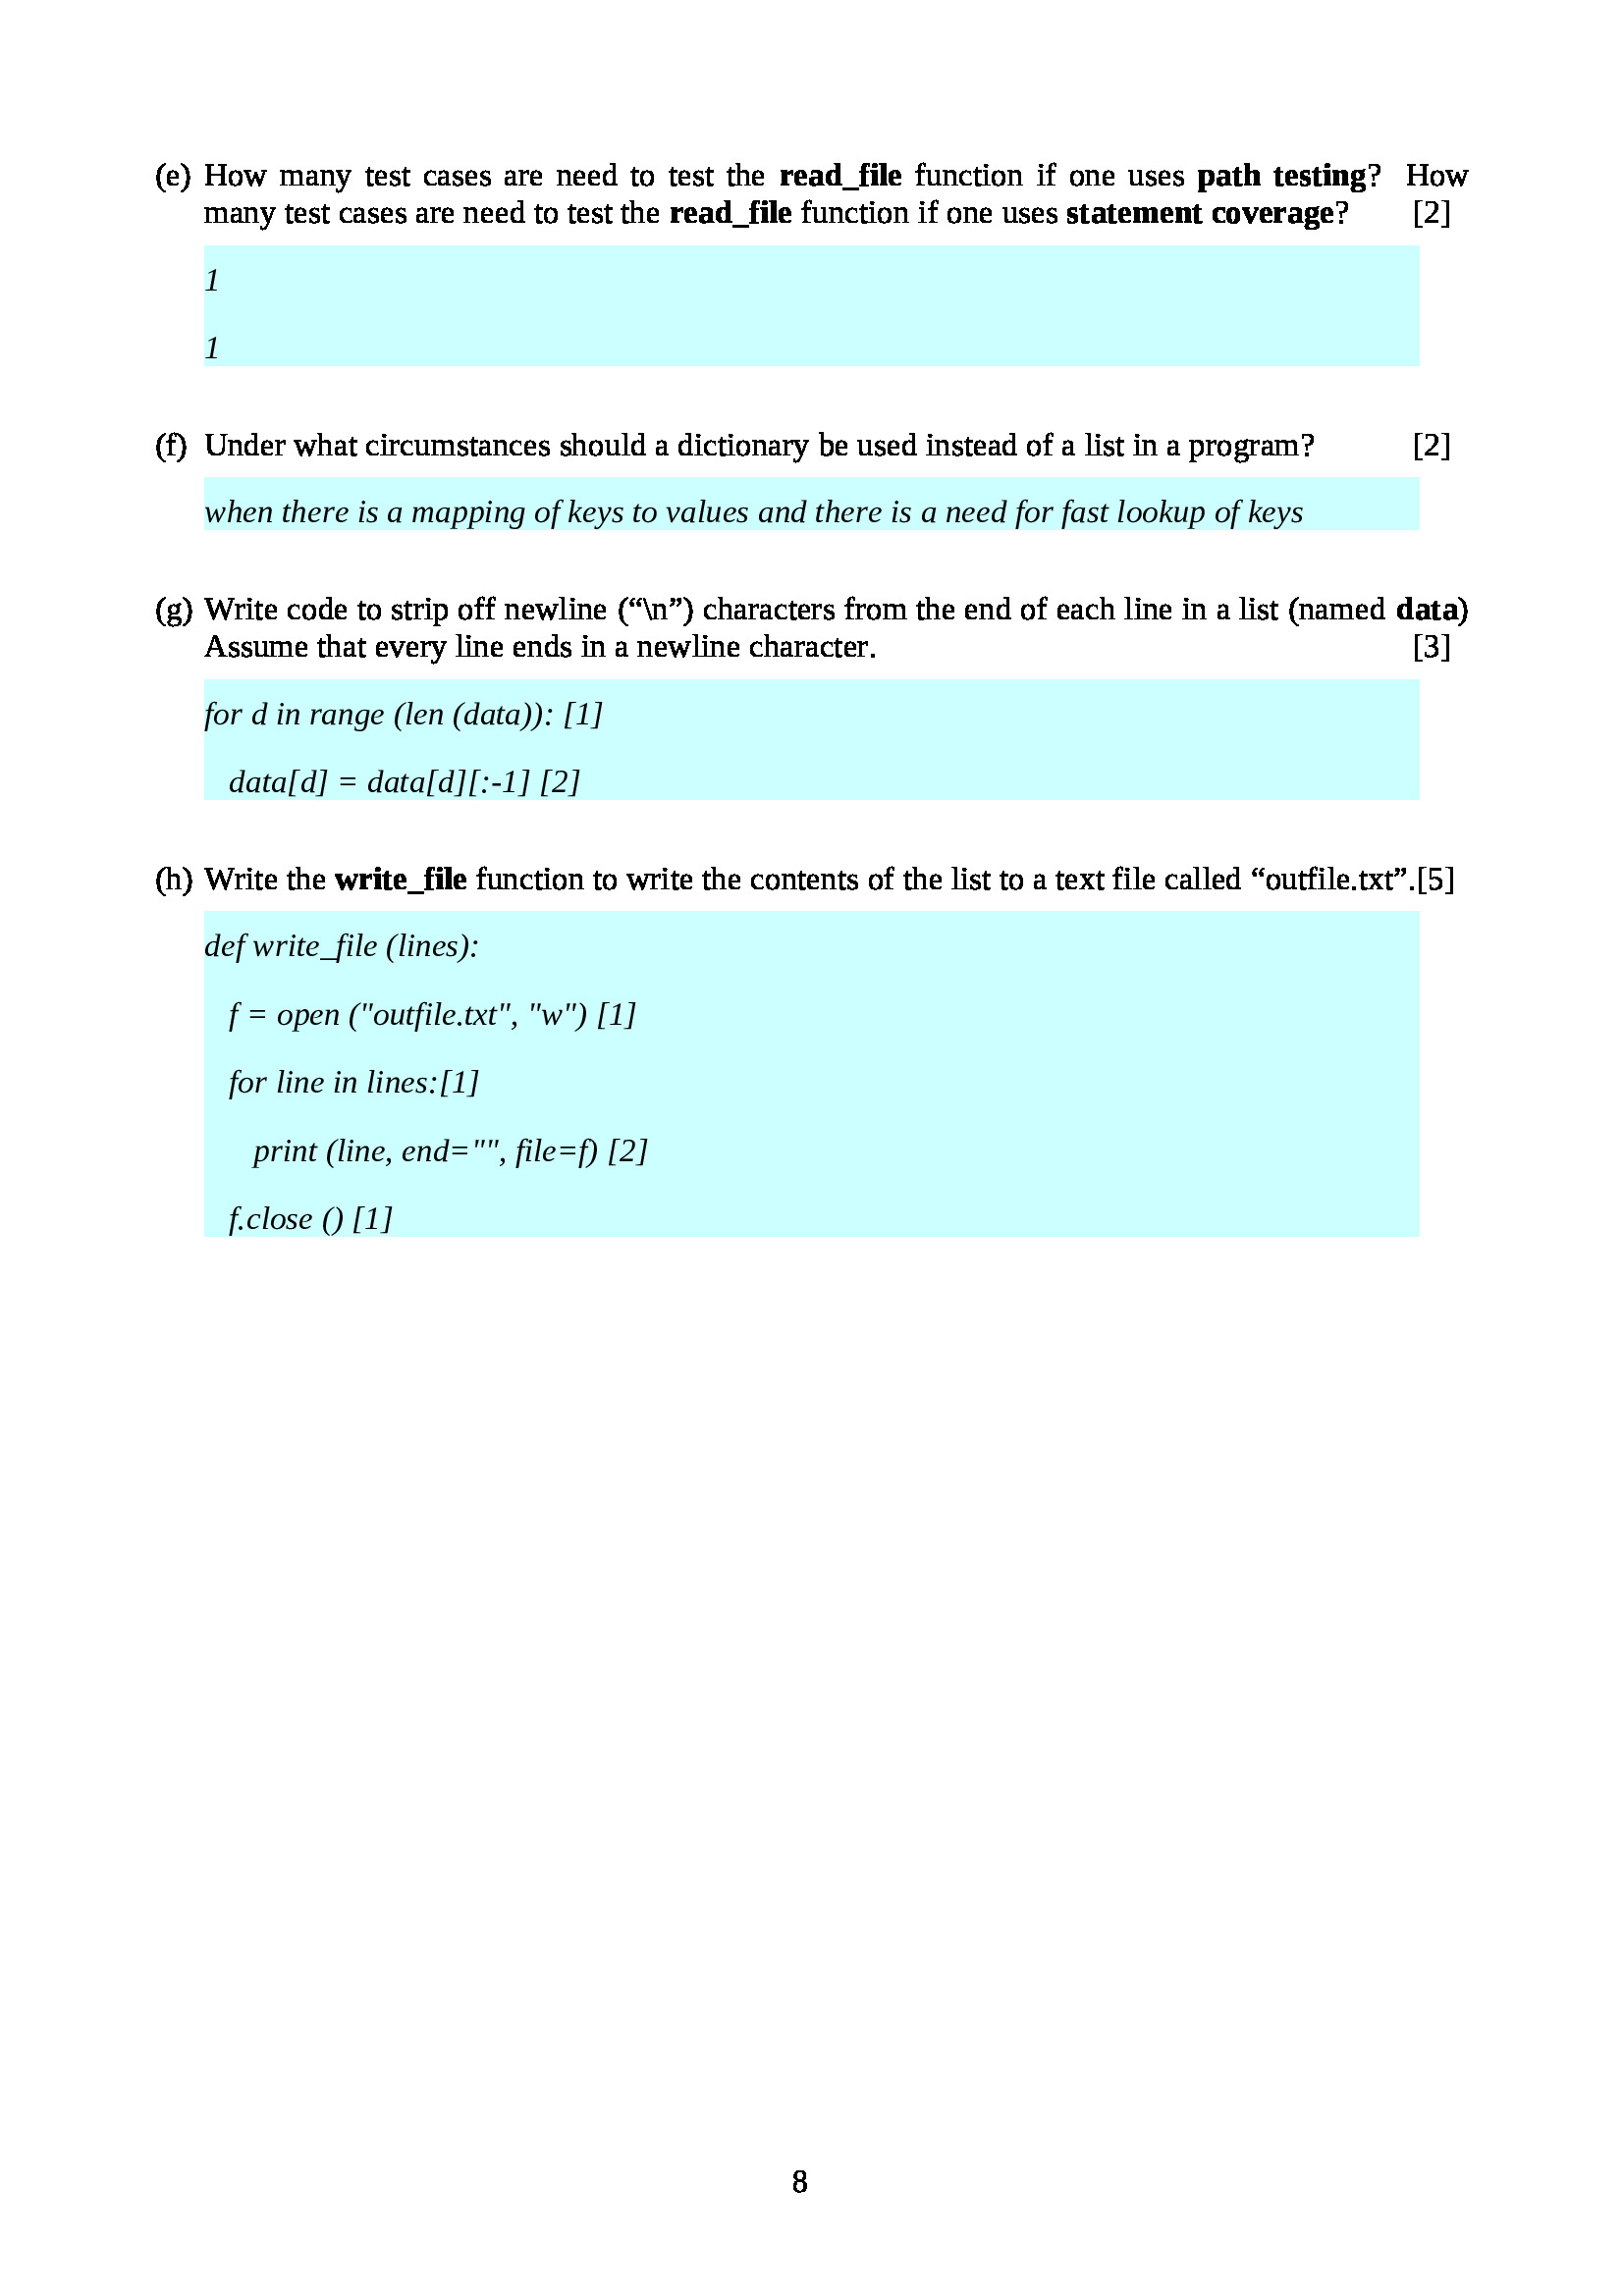 (e) How many test cases are need to test the read_file function if one uses path testing? How
many test cases are need to test the read_file function if one uses statement coverage? [2]
1
1
(f) Under what circumstances should a dictionary be used instead of a list in a program? [2]
when there is a mapping of keys to values and there is a need for fast lookup of keys
(g) Write code to strip off newline (“\n”) characters from the end of each line in a list (named data)
Assume that every line ends in a newline character. [3]
for d in range (len (data)): [1]
data[d] = data[d][:-1] [2]
(h) Write the write_file function to write the contents of the list to a text file called “outfile.txt”.[5]
def write_file (lines):
f = open ("outfile.txt", "w") [1]
for line in lines:[1]
print (line, end="", file=f) [2]
f.close () [1]
8